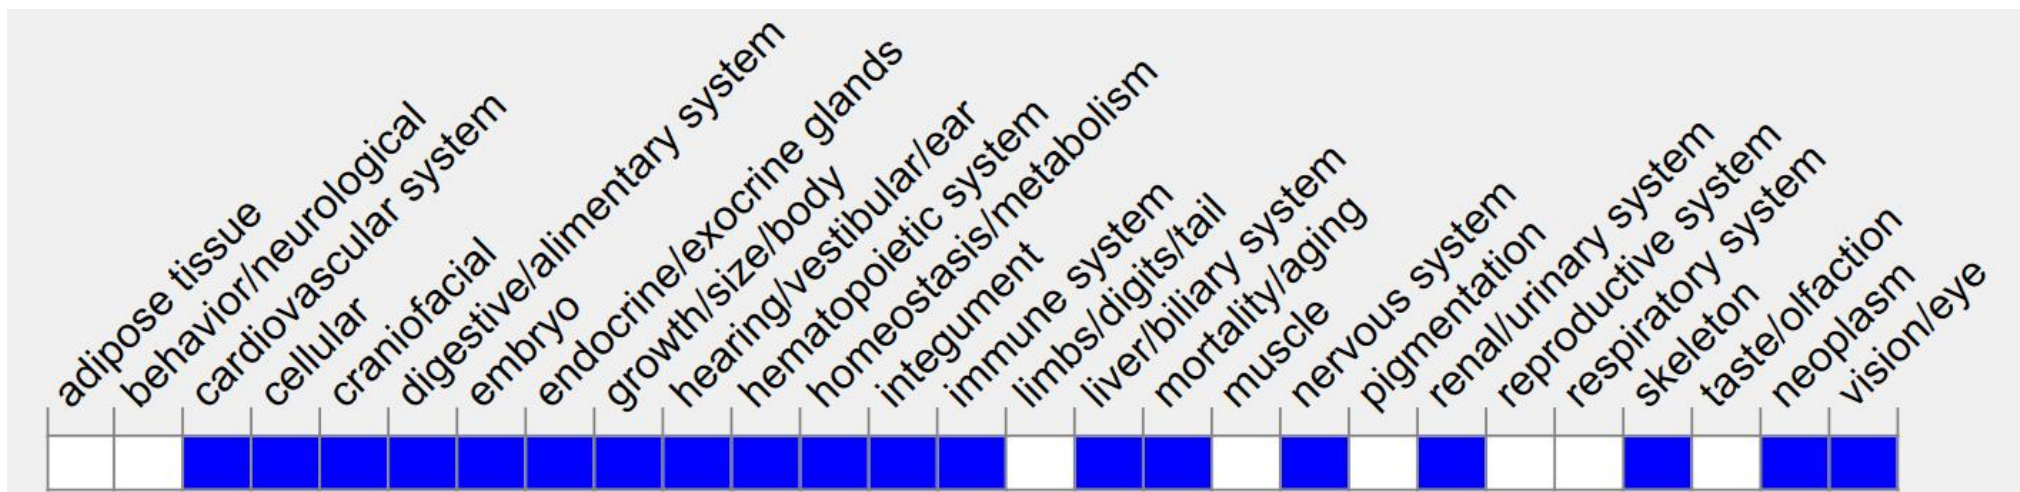 adipose tissue
behavior/neurological
cardiovascular system
cellular
craniofacial
digestive/alimentary system
embryo
endocrine/exocrine glands
growth/size/body
hearing/vestibular/ear
hematopoietic system
homeostasis/metabolism
integument
immune system
limbs/digits/tail
liver/biliary system
mortality/aging
muscle
nervous system
pigmentation
renal/urinary system
reproductive system
respiratory system
skeleton
taste/olfaction
neoplasm
vision/eye